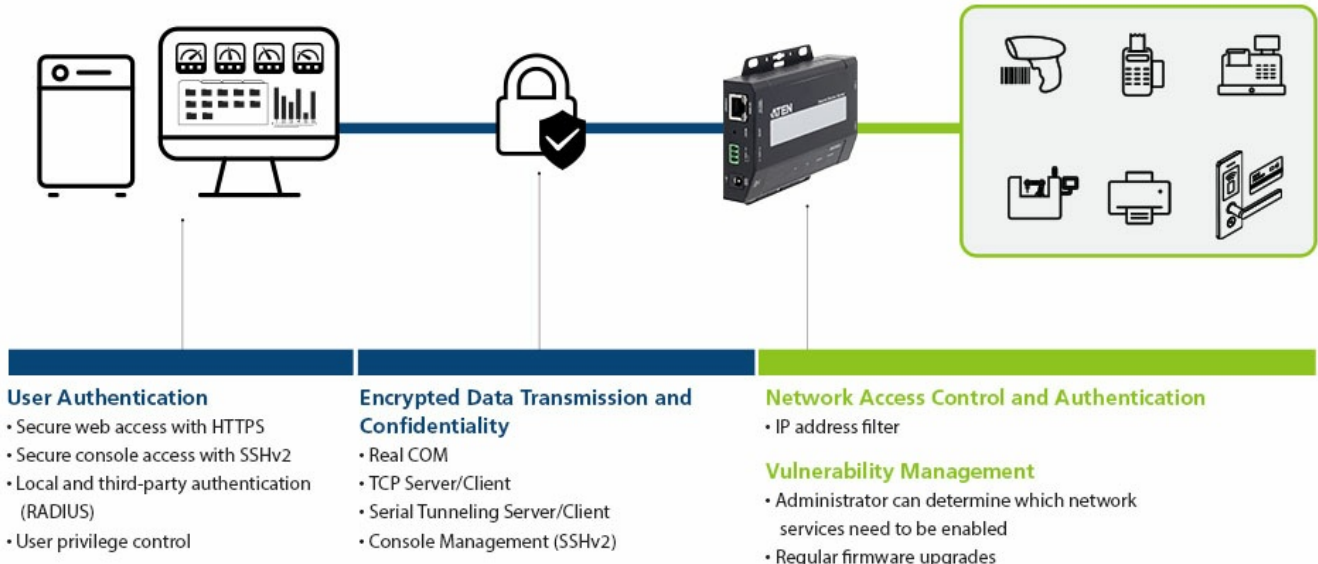 ATEN
User Authentication
• Secure web access with HTTPS
• Secure console access with SSHv2
• Local and third-party authentication
(RADIUS)
• User privilege control
Encrypted Data Transmission and
Confidentiality
• Real COM
• TCP Server/Client
• Serial Tunneling Server/Client
• Console Management (SSHv2)
Network Access Control and Authentication
• IP address filter
Vulnerability Management
• Administrator can determine which network
services need to be enabled
• Regular firmware upgrades